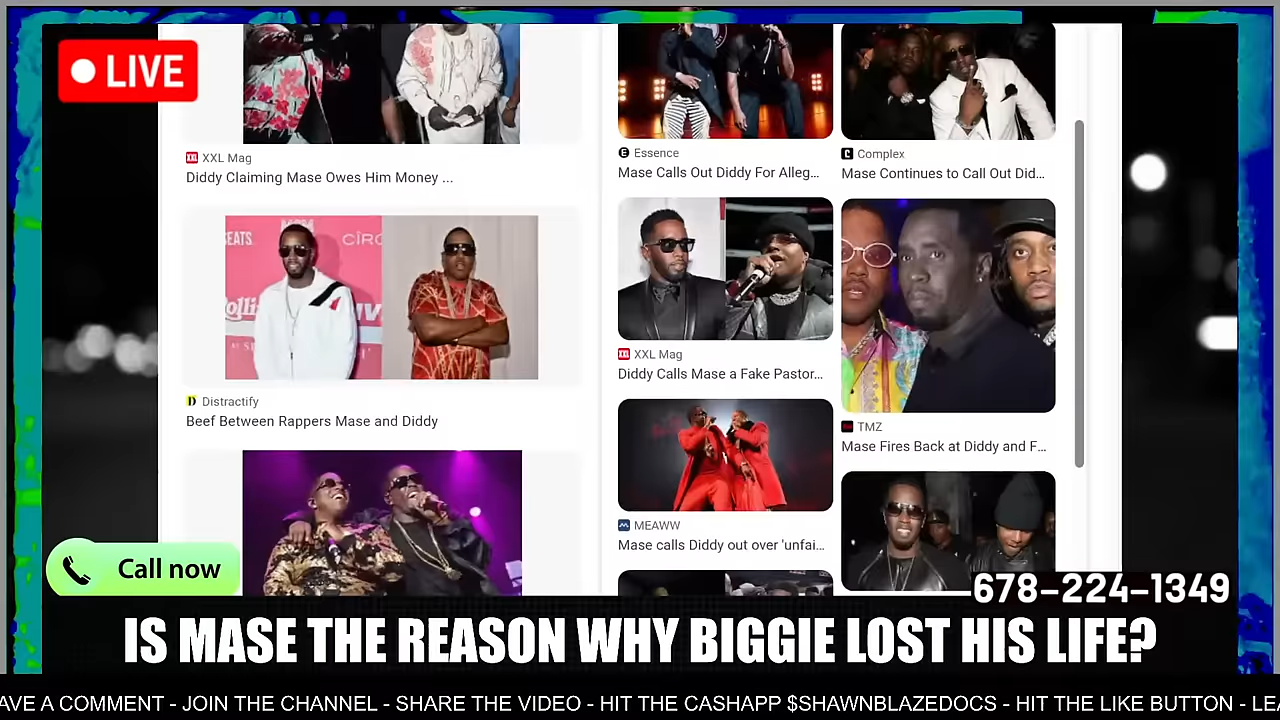 LIVE
XXL Mag
Diddy Claiming Mase Owes Him Money ...
Distractify
Beef Between Rappers Mase and Diddy
Essence
Mase Calls Out Diddy For Alleg...
XXL Mag
Diddy Calls Mase a Fake Pastor...
MEAWW
Mase calls Diddy out over 'unfai...
Complex
Mase Continues to Call Out Did...
TMZ
Mase Fires Back at Diddy and F...
Call now
678-224-1349
IS MASE THE REASON WHY BIGGIE LOST HIS LIFE?
AVE A COMMENT - JOIN THE CHANNEL - SHARE THE VIDEO - HIT THE CASHAPP $SHAWNBLAZEDOCS - HIT THE LIKE BUTTON - LEA